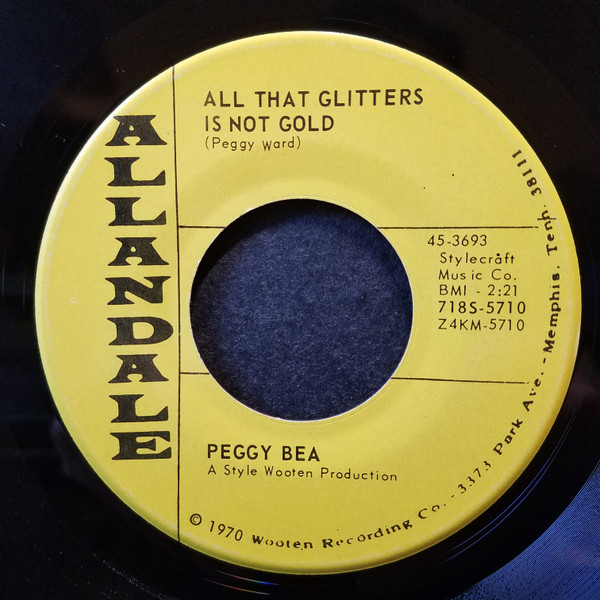 ALLANDALE
ALL THAT GLITTERS
IS NOT GOLD
(Peggy Ward)
45-3693
Stylecraft
Music Co.
BMI - 2:21
718S-5710
Z4KM-5710
PEGGY BEA
A Style Wooten Production
© 1970 Wooten Recording Co. - 3373 Park Ave. - Memphis, Tenn. 38111